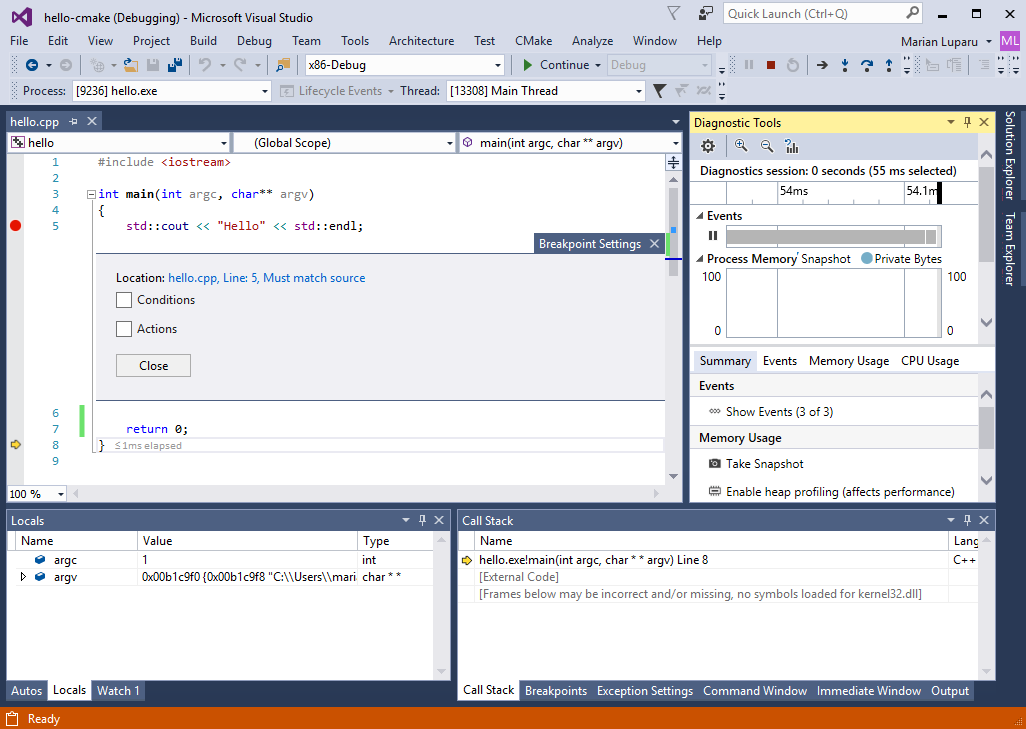 hello-cmake (Debugging) - Microsoft Visual Studio
Quick Launch (Ctrl+Q)
File Edit View Project Build Debug Team Tools Architecture Test CMake Analyze Window Help
Marian Luparu ML
x86-Debug Continue Debug
Process: [9236] hello.exe Lifecycle Events Thread: [13308] Main Thread
hello.cpp
hello (Global Scope) main(int argc, char ** argv)
1 #include <iostream>
2
3 int main(int argc, char** argv)
4 {
5 std::cout << "Hello" << std::endl;
Breakpoint Settings
Location: hello.cpp, Line: 5, Must match source
Conditions
Actions
Close
6
7 return 0;
8 } ≤1ms elapsed
9
100 %
Diagnostic Tools
Diagnostics session: 0 seconds (55 ms selected)
54ms 54.1m
Events
Process Memory Snapshot Private Bytes
100 100
0 0
Summary Events Memory Usage CPU Usage
Events
Show Events (3 of 3)
Memory Usage
Take Snapshot
Enable heap profiling (affects performance)
Solution Explorer
Team Explorer
Locals
Name Value Type
argc 1 int
argv 0x00b1c9f0 {0x00b1c9f8 "C:\\Users\\mari char * *
Autos Locals Watch 1
Call Stack
Name Lang
hello.exe!main(int argc, char * * argv) Line 8 C++
[External Code]
[Frames below may be incorrect and/or missing, no symbols loaded for kernel32.dll]
Call Stack Breakpoints Exception Settings Command Window Immediate Window Output
Ready